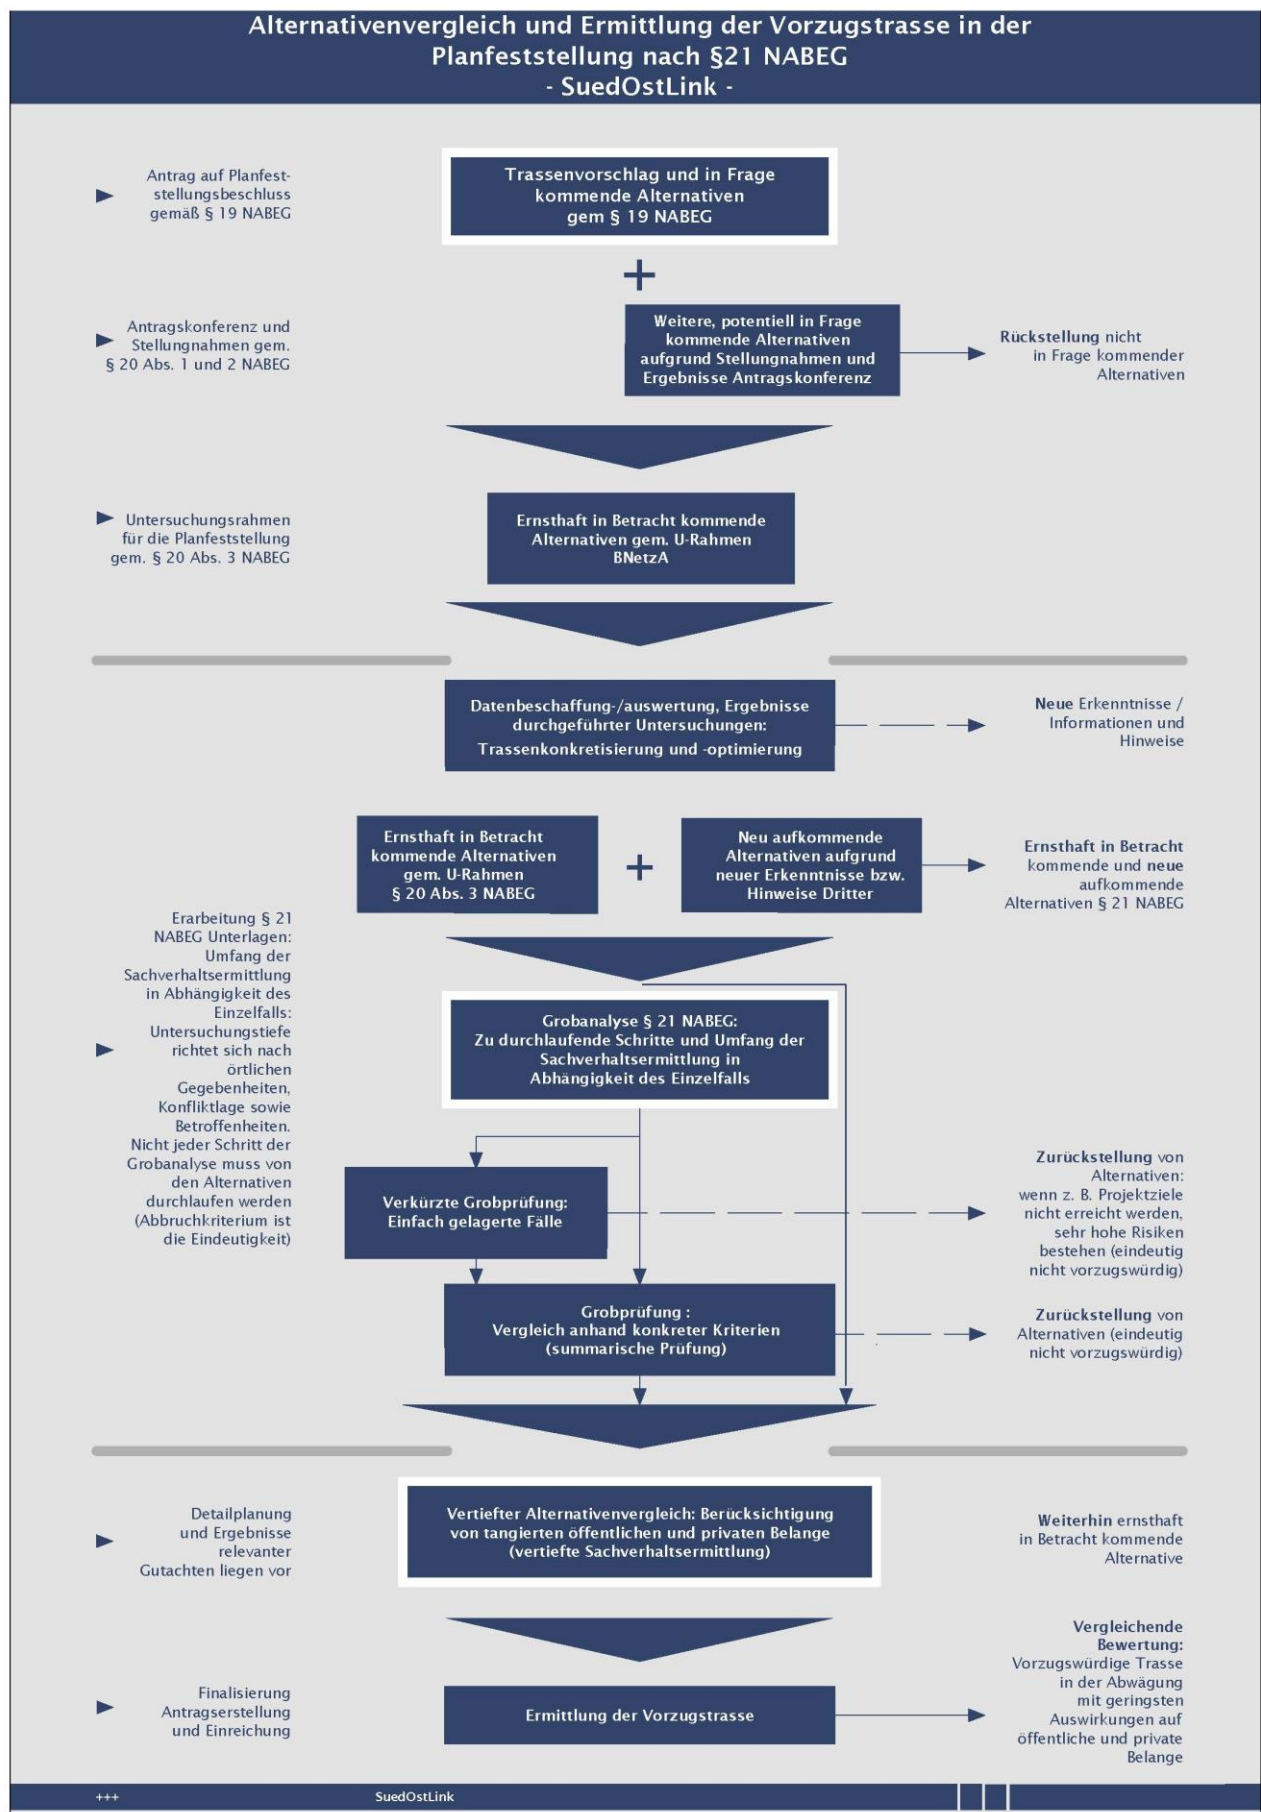 Alternativenvergleich und Ermittlung der Vorzugstrasse in der
Planfeststellung nach §21 NABEG
- SuedOstLink -
Antrag auf Planfest-
stellungsbeschluss
gemäß § 19 NABEG
Trassenvorschlag und in Frage
kommende Alternativen
gem § 19 NABEG
+
Antragskonferenz und
Stellungnahmen gem.
§ 20 Abs. 1 und 2 NABEG
Weitere, potentiell in Frage
kommende Alternativen
aufgrund Stellungnahmen und
Ergebnisse Antragskonferenz
Rückstellung nicht
in Frage kommender
Alternativen
Untersuchungsrahmen
für die Planfeststellung
gem. § 20 Abs. 3 NABEG
Ernsthaft in Betracht kommende
Alternativen gem. U-Rahmen
BNetzA
Datenbeschaffung-/auswertung, Ergebnisse
durchgeführter Untersuchungen:
Trassenkonkretisierung und -optimierung
Neue Erkenntnisse /
Informationen und
Hinweise
Ernsthaft in Betracht
kommende Alternativen
gem. U-Rahmen
§ 20 Abs. 3 NABEG
+
Neu aufkommende
Alternativen aufgrund
neuer Erkenntnisse bzw.
Hinweise Dritter
Ernsthaft in Betracht
kommende und neue
aufkommende
Alternativen § 21 NABEG
Erarbeitung § 21
NABEG Unterlagen:
Umfang der
Sachverhaltsermittlung
in Abhängigkeit des
Einzelfalls:
Untersuchungstiefe
richtet sich nach
örtlichen
Gegebenheiten,
Konfliktlage sowie
Betroffenheiten.
Nicht jeder Schritt der
Grobanalyse muss von
den Alternativen
durchlaufen werden
(Abbruchkriterium ist
die Eindeutigkeit)
Grobanalyse § 21 NABEG:
Zu durchlaufende Schritte und Umfang der
Sachverhaltsermittlung in
Abhängigkeit des Einzelfalls
Verkürzte Grobprüfung:
Einfach gelagerte Fälle
Zurückstellung von
Alternativen:
wenn z. B. Projektziele
nicht erreicht werden,
sehr hohe Risiken
bestehen (eindeutig
nicht vorzugswürdig)
Grobprüfung :
Vergleich anhand konkreter Kriterien
(summarische Prüfung)
Zurückstellung von
Alternativen (eindeutig
nicht vorzugswürdig)
Detailplanung
und Ergebnisse
relevanter
Gutachten liegen vor
Vertiefter Alternativenvergleich: Berücksichtigung
von tangierten öffentlichen und privaten Belange
(vertiefte Sachverhaltsermittlung)
Weiterhin ernsthaft
in Betracht kommende
Alternative
Finalisierung
Antragserstellung
und Einreichung
Ermittlung der Vorzugstrasse
Vergleichende
Bewertung:
Vorzugswürdige Trasse
in der Abwägung
mit geringsten
Auswirkungen auf
öffentliche und private
Belange
+++ SuedOstLink